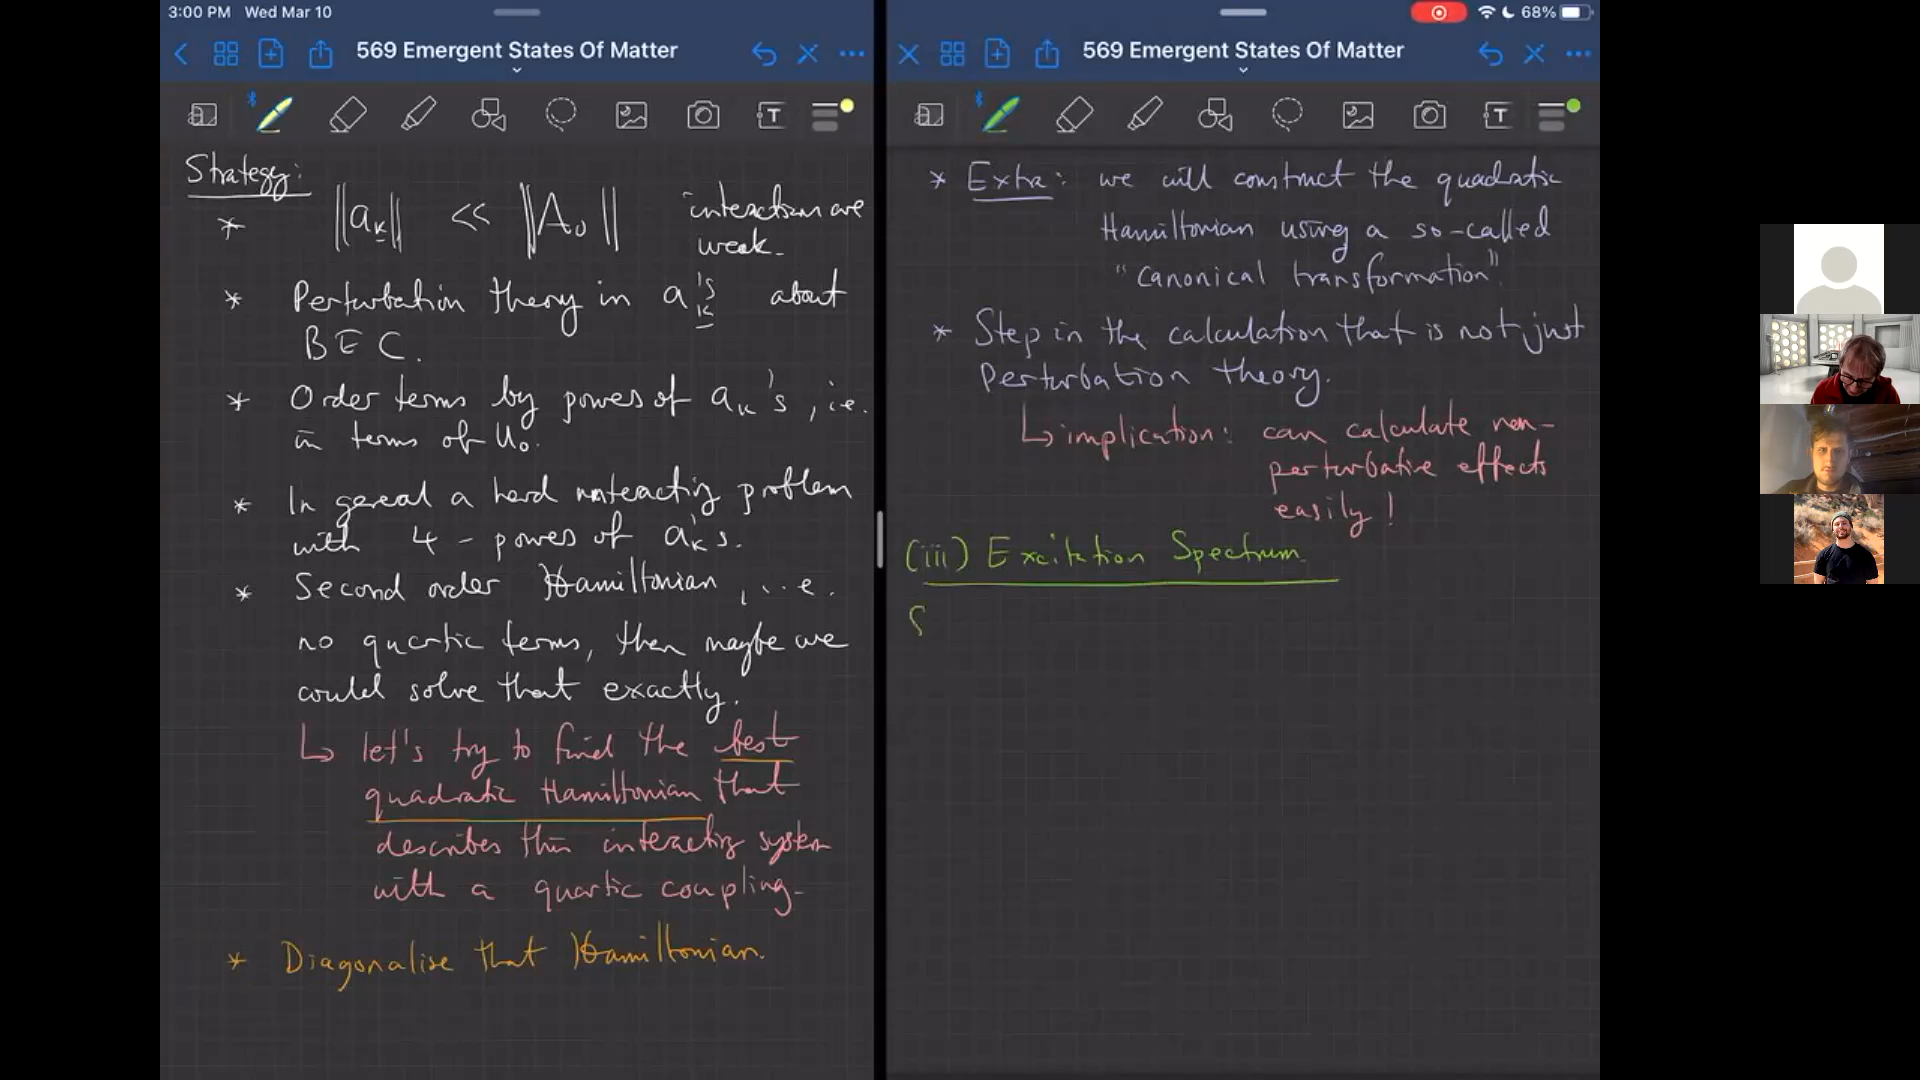 3:00 PM Wed Mar 10
68%
569 Emergent States Of Matter
Strategy:
* ||a_k|| << ||A_0|| interactions are
weak.
* Perturbation theory in a_k's about
BEC.
* Order terms by powers of a_k's, i.e.
in terms of U_0.
* In general a hard interacting problem
with 4-powers of a_k's.
* Second order Hamiltonian, i.e.
no quartic terms, then maybe we
could solve that exactly.
↳ let's try to find the best
quadratic Hamiltonian that
describes this interacting system
with a quartic coupling.
* Diagonalise that Hamiltonian.
569 Emergent States Of Matter
* Extra: we will construct the quadratic
Hamiltonian using a so-called
"canonical transformation".
* Step in the calculation that is not just
perturbation theory.
↳ implication: can calculate non-
perturbative effects
easily!
(iii) Excitation Spectrum